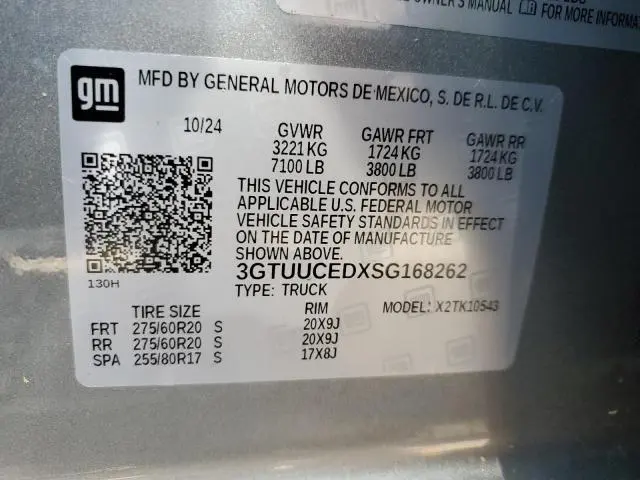 OWNER'S MANUAL FOR MORE INFORMA
gm
MFD BY GENERAL MOTORS DE MEXICO, S. DE R.L. DE C.V.
10/24 GVWR GAWR FRT GAWR RR
3221 KG 1724 KG 1724 KG
7100 LB 3800 LB 3800 LB
THIS VEHICLE CONFORMS TO ALL
APPLICABLE U.S. FEDERAL MOTOR
VEHICLE SAFETY STANDARDS IN EFFECT
ON THE DATE OF MANUFACTURE
SHOWN ABOVE.
3GTUUCEDXSG168262
130H
TYPE: TRUCK MODEL: X2TK10543
TIRE SIZE RIM
FRT 275/60R20 S 20X9J
RR 275/60R20 S 20X9J
SPA 255/80R17 S 17X8J